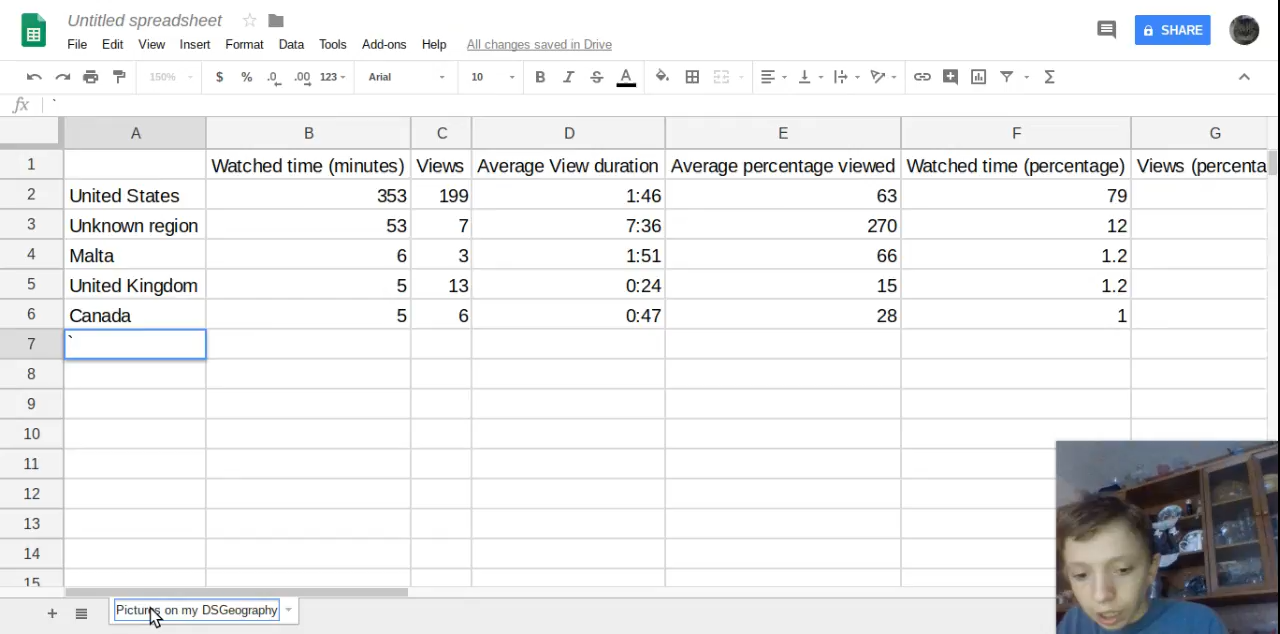 Untitled spreadsheet
SHARE
File Edit View Insert Format Data Tools Add-ons Help All changes saved in Drive
150% $ % .0 .00 123 Arial 10 B I S A Σ
fx `
A B C D E F G
1 Watched time (minutes) Views Average View duration Average percentage viewed Watched time (percentage) Views (percenta
2 United States 353 199 1:46 63 79
3 Unknown region 53 7 7:36 270 12
4 Malta 6 3 1:51 66 1.2
5 United Kingdom 5 13 0:24 15 1.2
6 Canada 5 6 0:47 28 1
7 `
8
9
10
11
12
13
14
15
+ Pictures on my DSGeography